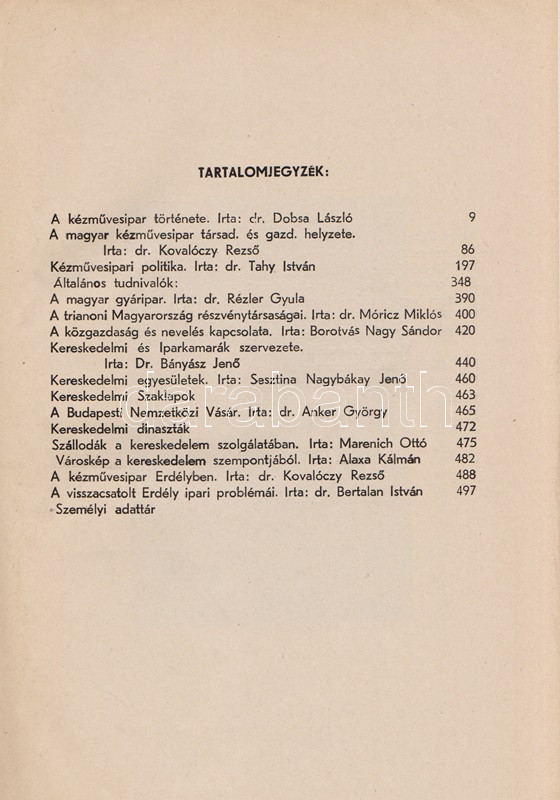 TARTALOMJEGYZÉK:
A kézművesipar története. Irta: dr. Dobsa László 9
A magyar kézművesipar társad. és gazd. helyzete.
Irta: dr. Kovalóczy Rezső 86
Kézművesipari politika. Irta: dr. Tahy István 197
Általános tudnivalók: 348
A magyar gyáripar. Irta: dr. Rézler Gyula 390
A trianoni Magyarország részvénytársaságai. Irta: dr. Móricz Miklós 400
A közgazdaság és nevelés kapcsolata. Irta: Borotvás Nagy Sándor 420
Kereskedelmi és Iparkamarák szervezete.
Irta: Dr. Bányász Jenő 440
Kereskedelmi egyesületek. Irta: Sesztina Nagybákay Jenő 460
Kereskedelmi Szaklapok 463
A Budapesti Nemzetközi Vásár. Irta: dr. Anker György 465
Kereskedelmi dinaszták 472
Szállodák a kereskedelem szolgálatában. Irta: Marenich Ottó 475
Városkép a kereskedelem szempontjából. Irta: Alaxa Kálmán 482
A kézművesipar Erdélyben. Irta: dr. Kovalóczy Rezső 488
A visszacsatolt Erdély ipari problémái. Irta: dr. Bertalan István 497
Személyi adattár
darabanth